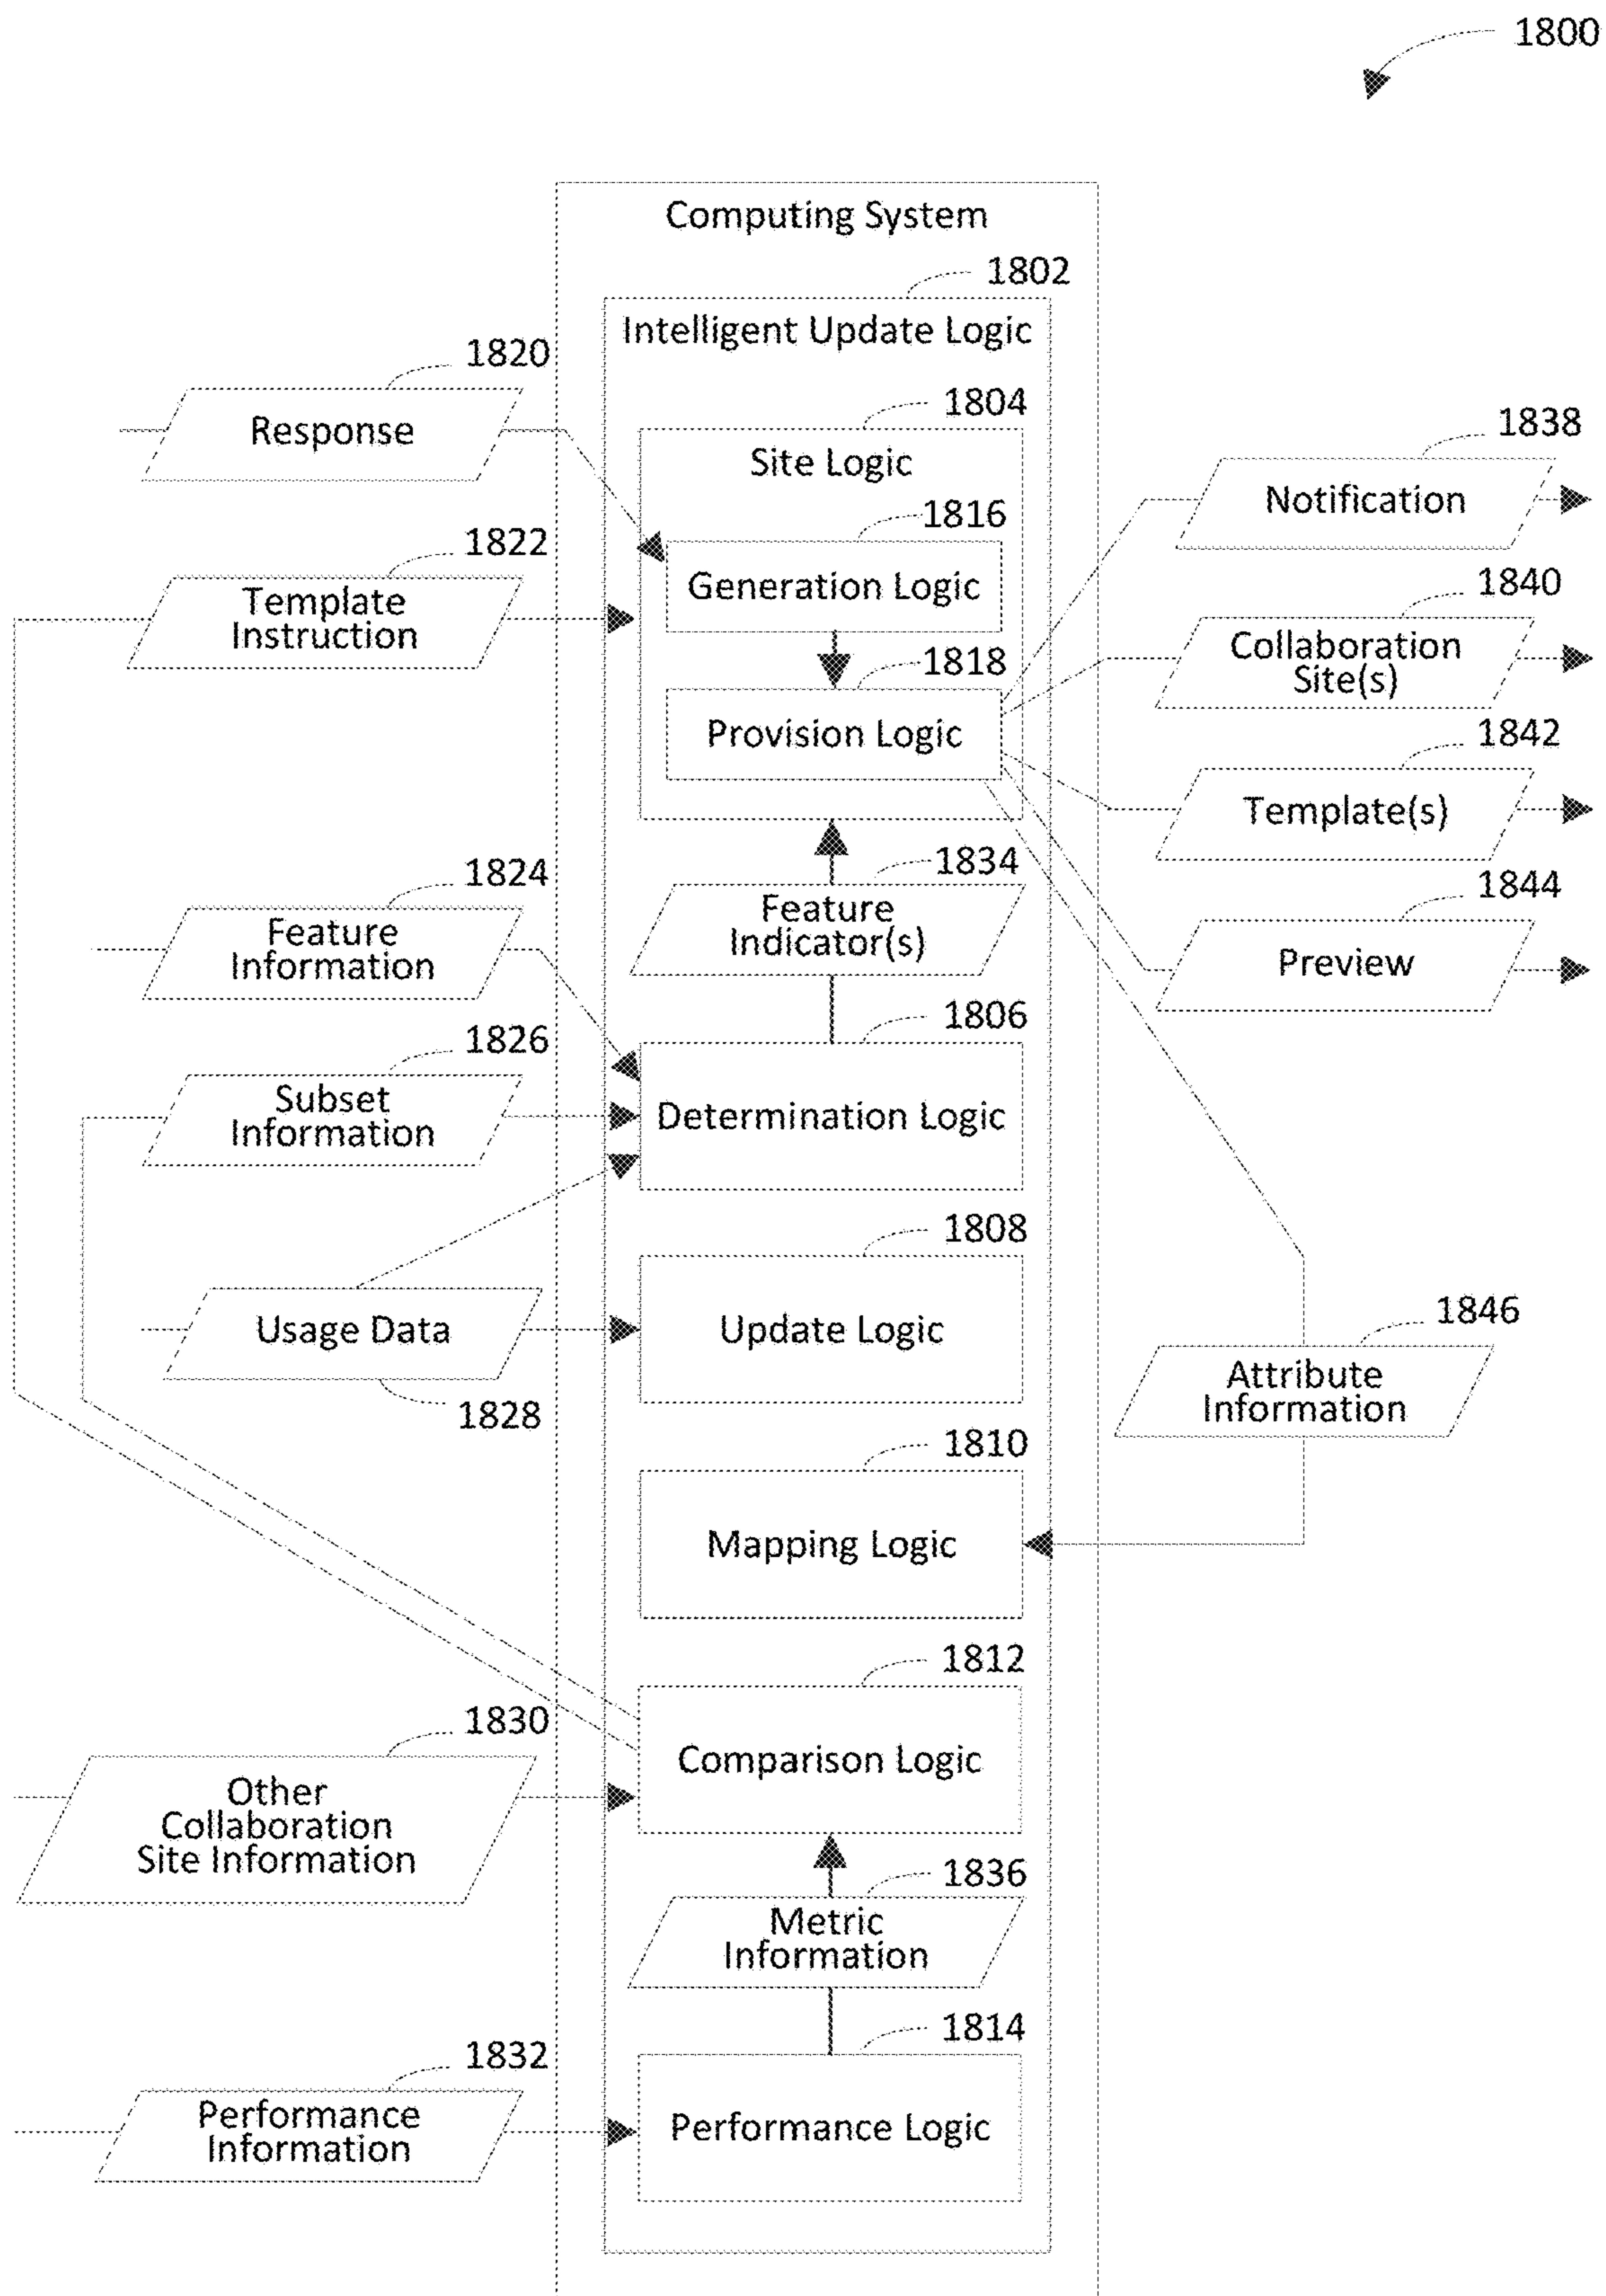 1800
Computing System
1802
Intelligent Update Logic
1820
Response
1804
Site Logic
1838
Notification
1816
Generation Logic
1822
Template
Instruction
1840
Collaboration
Site(s)
1818
Provision Logic
1842
Template(s)
1834
Feature
Indicator(s)
1824
Feature
Information
1844
Preview
1806
Determination Logic
1826
Subset
Information
1808
Update Logic
Usage Data
1828
1846
Attribute
Information
1810
Mapping Logic
1812
Comparison Logic
1830
Other
Collaboration
Site Information
1836
Metric
Information
1814
Performance Logic
1832
Performance
Information